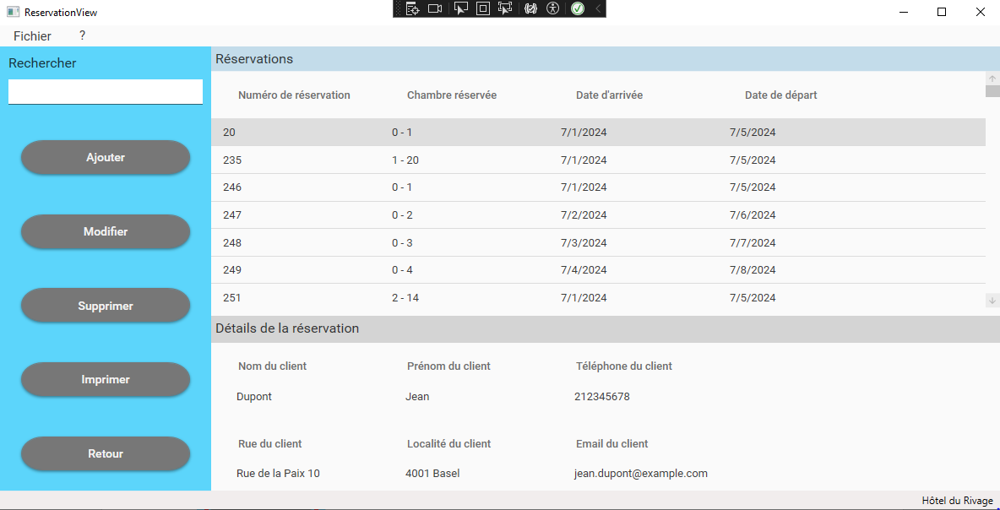 ReservationView
Fichier ?
Rechercher
Ajouter
Modifier
Supprimer
Imprimer
Retour
Réservations
Numéro de réservation Chambre réservée Date d'arrivée Date de départ
20 0 - 1 7/1/2024 7/5/2024
235 1 - 20 7/1/2024 7/5/2024
246 0 - 1 7/1/2024 7/5/2024
247 0 - 2 7/2/2024 7/6/2024
248 0 - 3 7/3/2024 7/7/2024
249 0 - 4 7/4/2024 7/8/2024
251 2 - 14 7/1/2024 7/5/2024
Détails de la réservation
Nom du client Prénom du client Téléphone du client
Dupont Jean 212345678
Rue du client Localité du client Email du client
Rue de la Paix 10 4001 Basel jean.dupont@example.com
Hôtel du Rivage